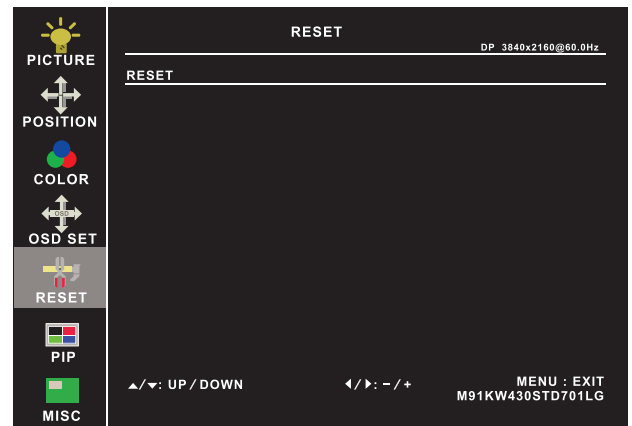 RESET
DP 3840x2160@60.0Hz
RESET
PICTURE
POSITION
COLOR
OSD
OSD SET
RESET
PIP
MISC
▲/▼: UP/DOWN
◀/▶: -/+
MENU : EXIT
M91KW430STD701LG